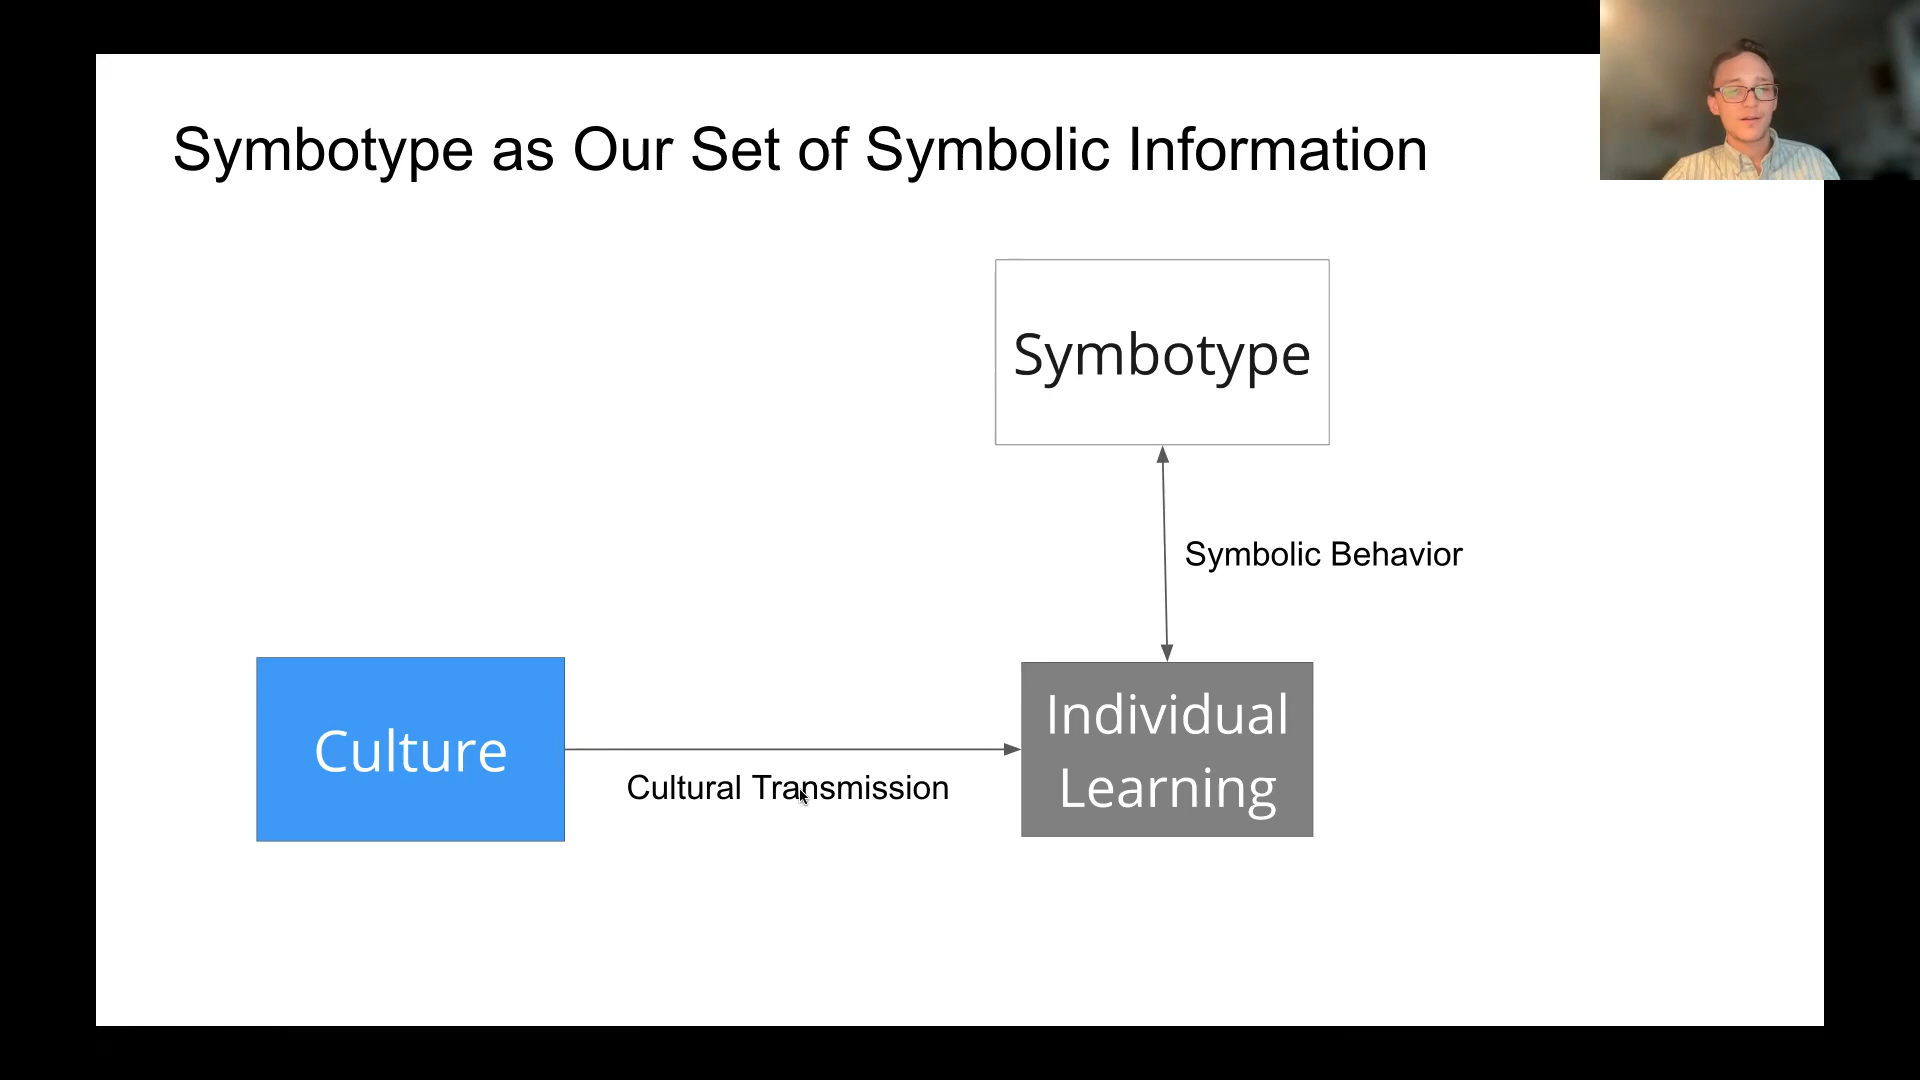 Symbotype as Our Set of Symbolic Information
Symbotype
Symbolic Behavior
Culture
Cultural Transmission
Individual
Learning